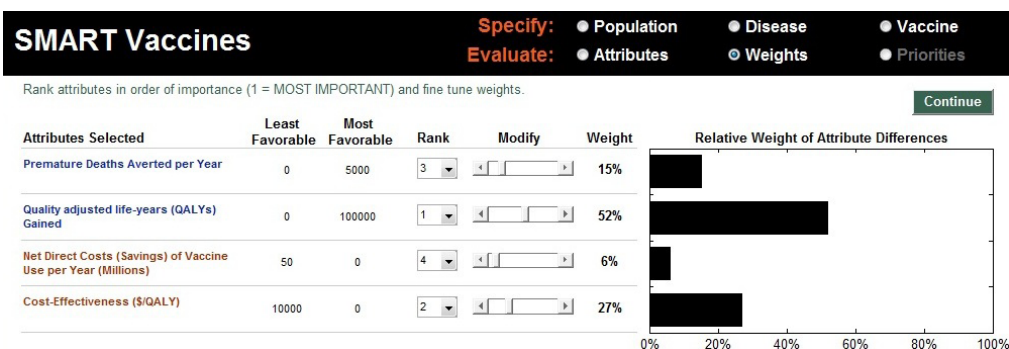 SMART Vaccines
Specify: Population Disease Vaccine
Evaluate: Attributes Weights Priorities
Rank attributes in order of importance (1 = MOST IMPORTANT) and fine tune weights.
Continue
Attributes Selected Least Favorable Most Favorable Rank Modify Weight Relative Weight of Attribute Differences
Premature Deaths Averted per Year 0 5000 3 15%
Quality adjusted life-years (QALYs)
Gained 0 100000 1 52%
Net Direct Costs (Savings) of Vaccine
Use per Year (Millions) 50 0 4 6%
Cost-Effectiveness ($/QALY) 10000 0 2 27%
0% 20% 40% 60% 80% 100%